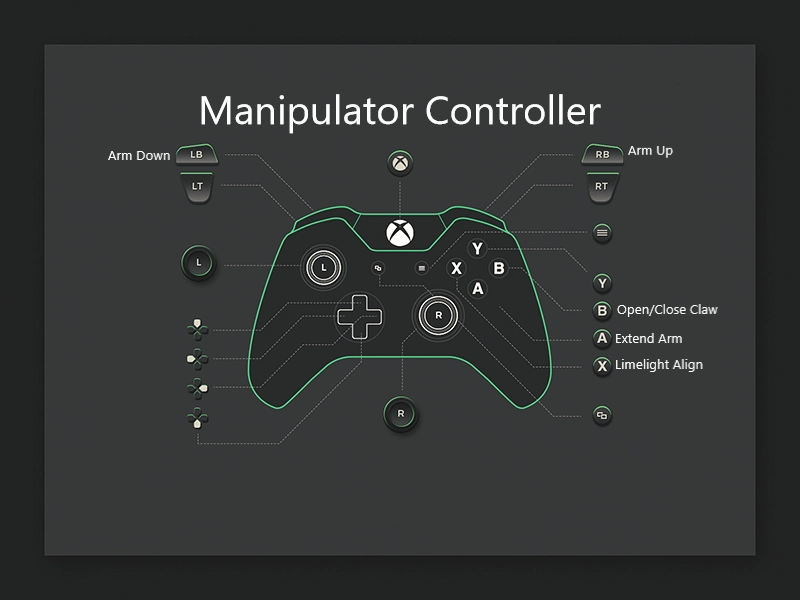 Manipulator Controller
Arm Down LB
RB Arm Up
LT
RT
Y
L
L
X
B
A
Y
R
B Open/Close Claw
A Extend Arm
X Limelight Align
R